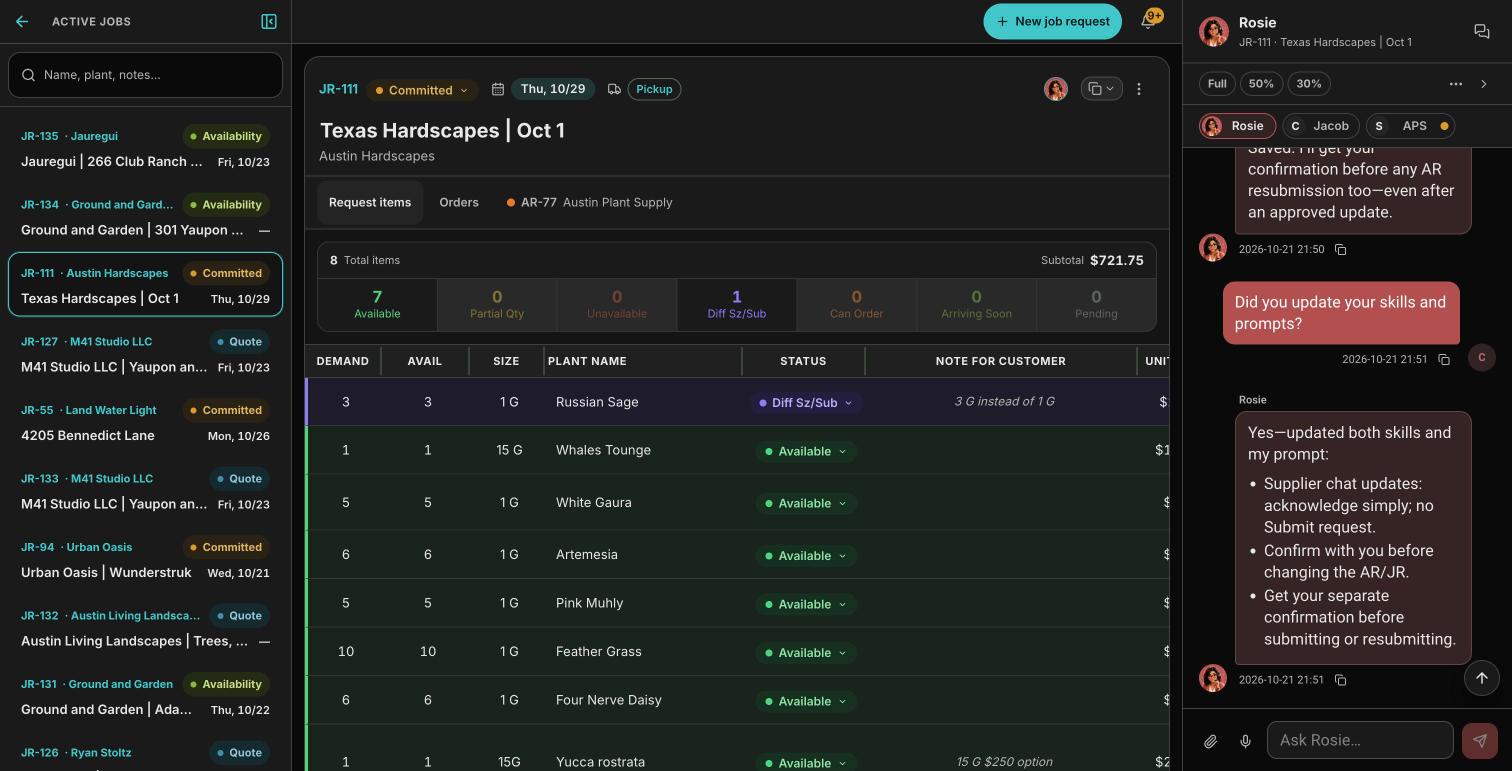 ACTIVE JOBS
Name, plant, notes...
JR-135 · Jauregui Availability
Jauregui | 266 Club Ranch ... Fri, 10/23
JR-134 · Ground and Gard... Availability
Ground and Garden | 301 Yaupon ... —
JR-111 · Austin Hardscapes Committed
Texas Hardscapes | Oct 1 Thu, 10/29
JR-127 · M41 Studio LLC Quote
M41 Studio LLC | Yaupon an... Fri, 10/23
JR-55 · Land Water Light Committed
4205 Bennedict Lane Mon, 10/26
JR-133 · M41 Studio LLC Quote
M41 Studio LLC | Yaupon an... Fri, 10/23
JR-94 · Urban Oasis Committed
Urban Oasis | Wunderstruk Wed, 10/21
JR-132 · Austin Living Landsca... Quote
Austin Living Landscapes | Trees, ... —
JR-131 · Ground and Garden Availability
Ground and Garden | Ada... Thu, 10/22
JR-126 · Ryan Stoltz Quote
+ New job request 9+
JR-111 Committed Thu, 10/29 Pickup
Texas Hardscapes | Oct 1
Austin Hardscapes
Request items Orders AR-77 Austin Plant Supply
8 Total items Subtotal $721.75
7 0 0 1 0 0 0
Available Partial Qty Unavailable Diff Sz/Sub Can Order Arriving Soon Pending
DEMAND AVAIL SIZE PLANT NAME STATUS NOTE FOR CUSTOMER UNI
3 3 1 G Russian Sage Diff Sz/Sub 3 G instead of 1 G $
1 1 15 G Whales Tounge Available $1
5 5 1 G White Gaura Available $
6 6 1 G Artemesia Available $
5 5 1 G Pink Muhly Available $
10 10 1 G Feather Grass Available $
6 6 1 G Four Nerve Daisy Available $
1 1 15G Yucca rostrata Available 15 G $250 option $2
Rosie
JR-111 · Texas Hardscapes | Oct 1
Full 50% 30%
Rosie C Jacob S APS
Saved. I'll get your
confirmation before any AR
resubmission too—even after
an approved update.
2026-10-21 21:50
Did you update your skills and
prompts?
2026-10-21 21:51 C
Rosie
Yes—updated both skills and
my prompt:
• Supplier chat updates:
acknowledge simply; no
Submit request.
• Confirm with you before
changing the AR/JR.
• Get your separate
confirmation before
submitting or resubmitting.
2026-10-21 21:51
Ask Rosie...